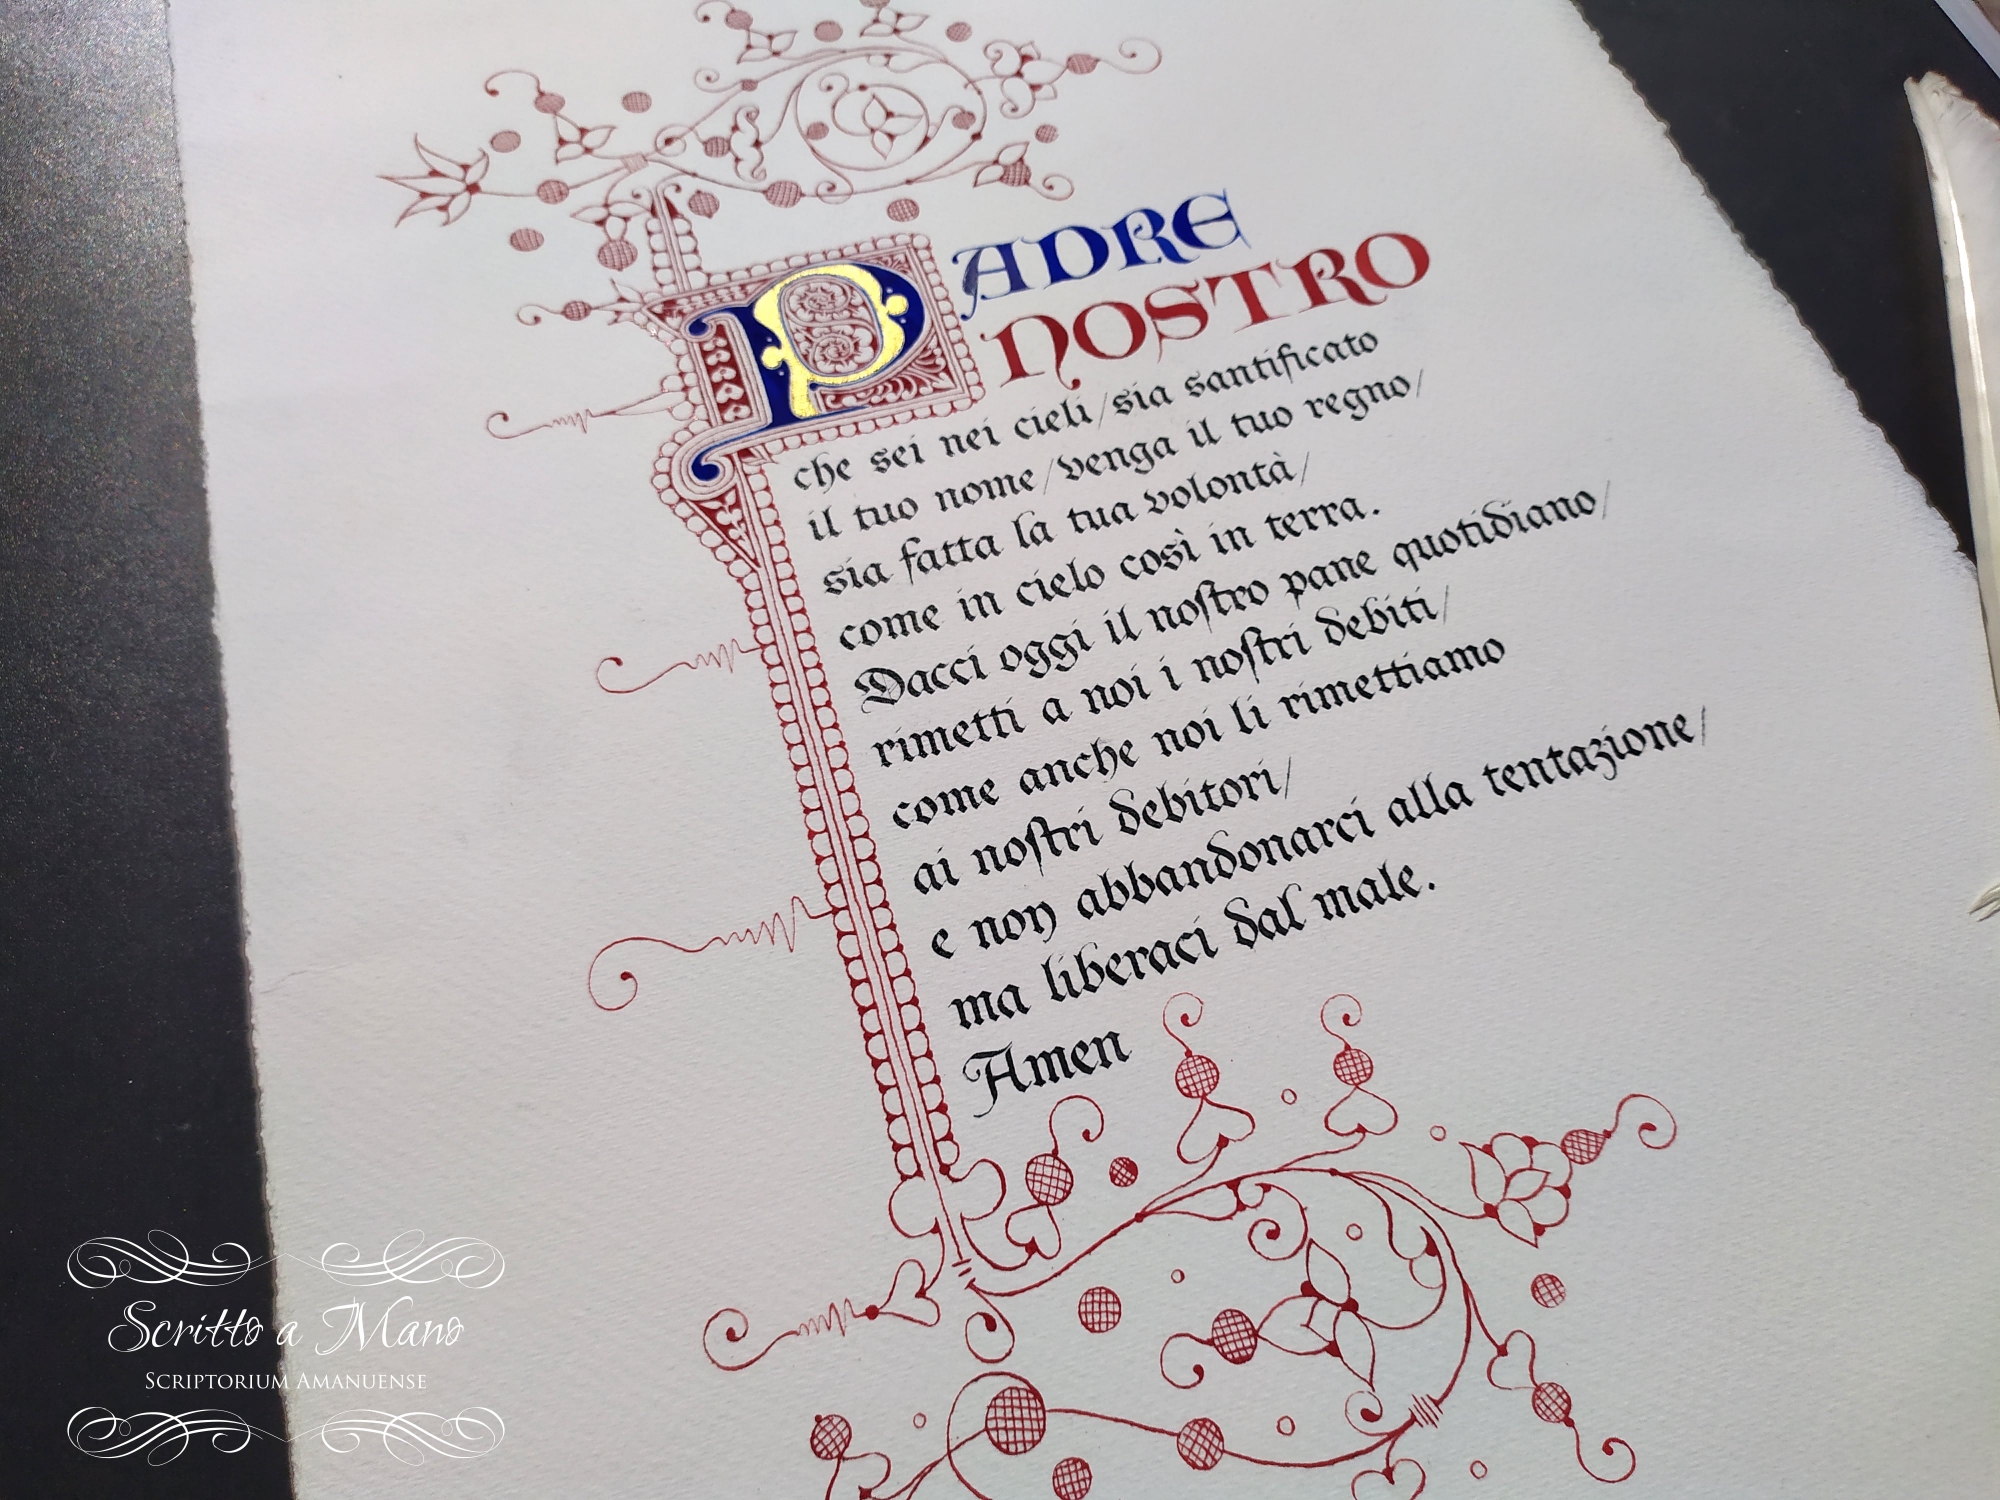 PADRE
NOSTRO
che sei nei cieli/sia santificato
il tuo nome/venga il tuo regno/
sia fatta la tua volontà/
come in cielo così in terra.
Dacci oggi il noſtro pane quotidiano/
rimetti a noi i noſtri debiti/
come anche noi li rimettiamo
ai noſtri debitori/
e non abbandonarci alla tentazione/
ma liberaci dal male.
Amen
Scritto a Mano
SCRIPTORIUM AMANUENSE